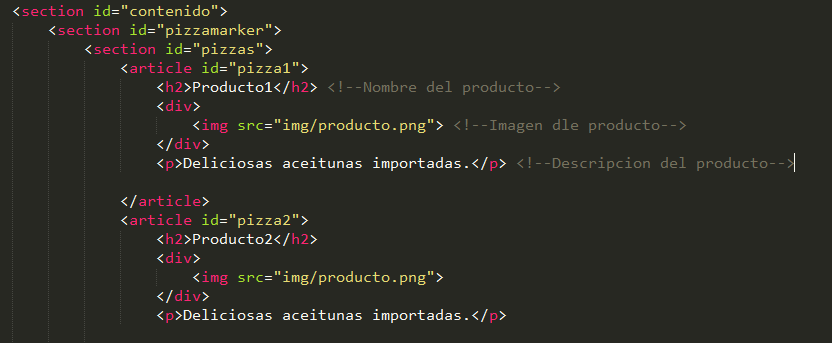 <section id="contenido">
<section id="pizzamarker">
<section id="pizzas">
<article id="pizza1">
<h2>Producto1</h2> <!--Nombre del producto-->
<div>
<img src="img/producto.png"> <!--Imagen dle producto-->
</div>
<p>Deliciosas aceitunas importadas.</p> <!--Descripcion del producto-->
</article>
<article id="pizza2">
<h2>Producto2</h2>
<div>
<img src="img/producto.png">
</div>
<p>Deliciosas aceitunas importadas.</p>